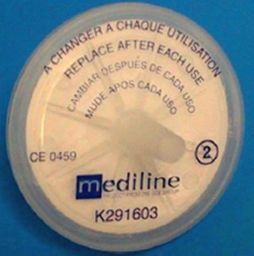 A CHANGER A CHAQUE UTILISATION
REPLACE AFTER EACH USE
CAMBIAR DESPUÉS DE CADA USO
MUDE APOS CADA USO
CE 0459
2
mediline
K291603